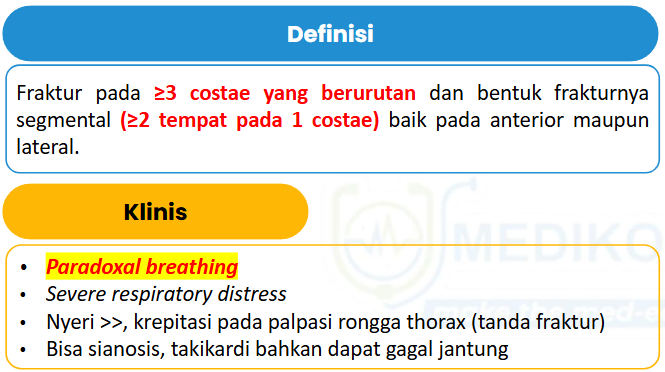 Definisi
Fraktur pada ≥3 costae yang berurutan dan bentuk frakturnya
segmental (≥2 tempat pada 1 costae) baik pada anterior maupun
lateral.
Klinis
• Paradoxal breathing
• Severe respiratory distress
• Nyeri >>, krepitasi pada palpasi rongga thorax (tanda fraktur)
• Bisa sianosis, takikardi bahkan dapat gagal jantung
MEDIKO